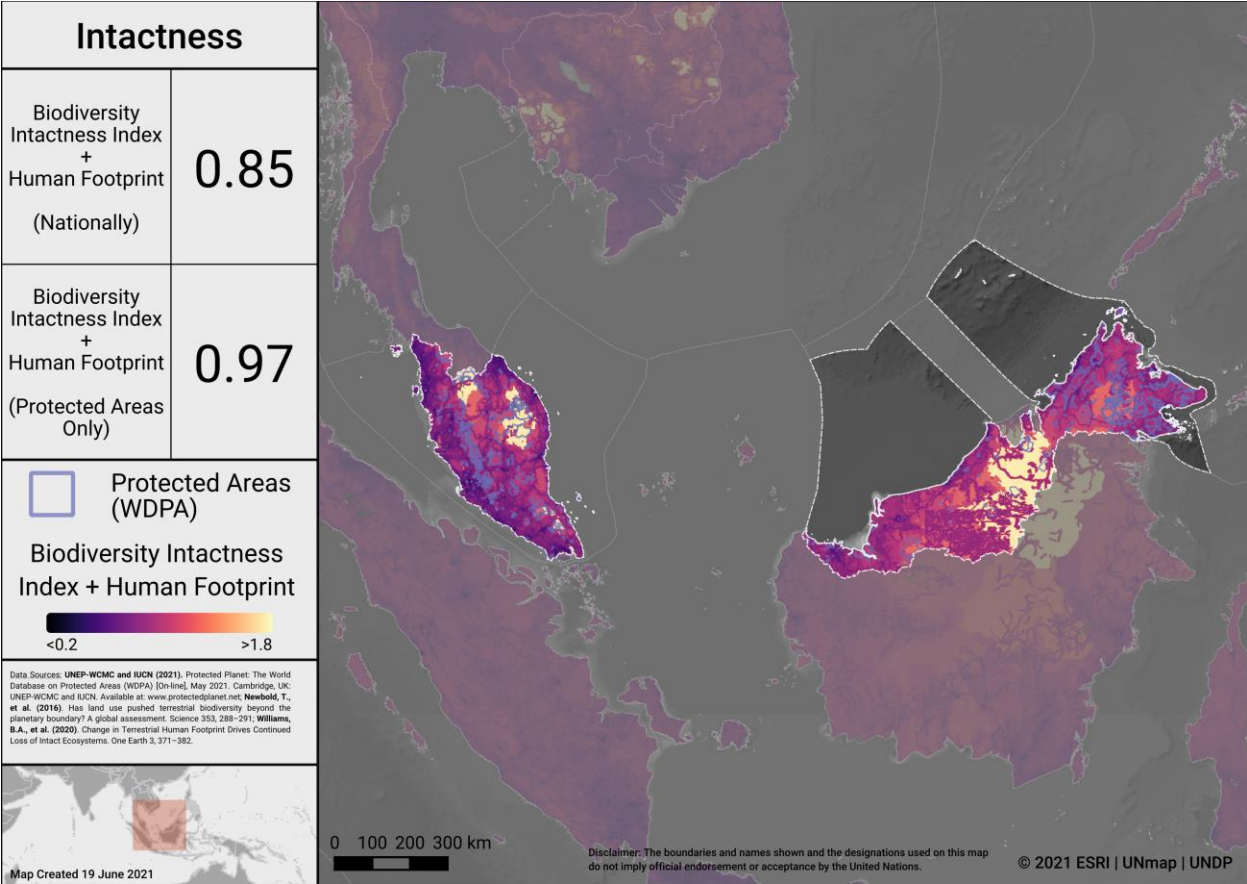 Intactness
Biodiversity
Intactness Index
+
Human Footprint
(Nationally)
0.85
Biodiversity
Intactness Index
+
Human Footprint
(Protected Areas
Only)
0.97
Protected Areas
(WDPA)
Biodiversity Intactness
Index + Human Footprint
<0.2
>1.8
Data Sources: UNEP-WCMC and IUCN (2021). Protected Planet: The World
Database on Protected Areas (WDPA) [On-line], May 2021. Cambridge, UK:
UNEP-WCMC and IUCN. Available at: www.protectedplanet.net; Newbold, T.,
et al. (2016). Has land use pushed terrestrial biodiversity beyond the
planetary boundary? A global assessment. Science 353, 288–291; Williams,
B.A., et al. (2020). Change in Terrestrial Human Footprint Drives Continued
Loss of Intact Ecosystems. One Earth 3, 371–382.
Map Created 19 June 2021
0 100 200 300 km
Disclaimer: The boundaries and names shown and the designations used on this map
do not imply official endorsement or acceptance by the United Nations.
© 2021 ESRI | UNmap | UNDP